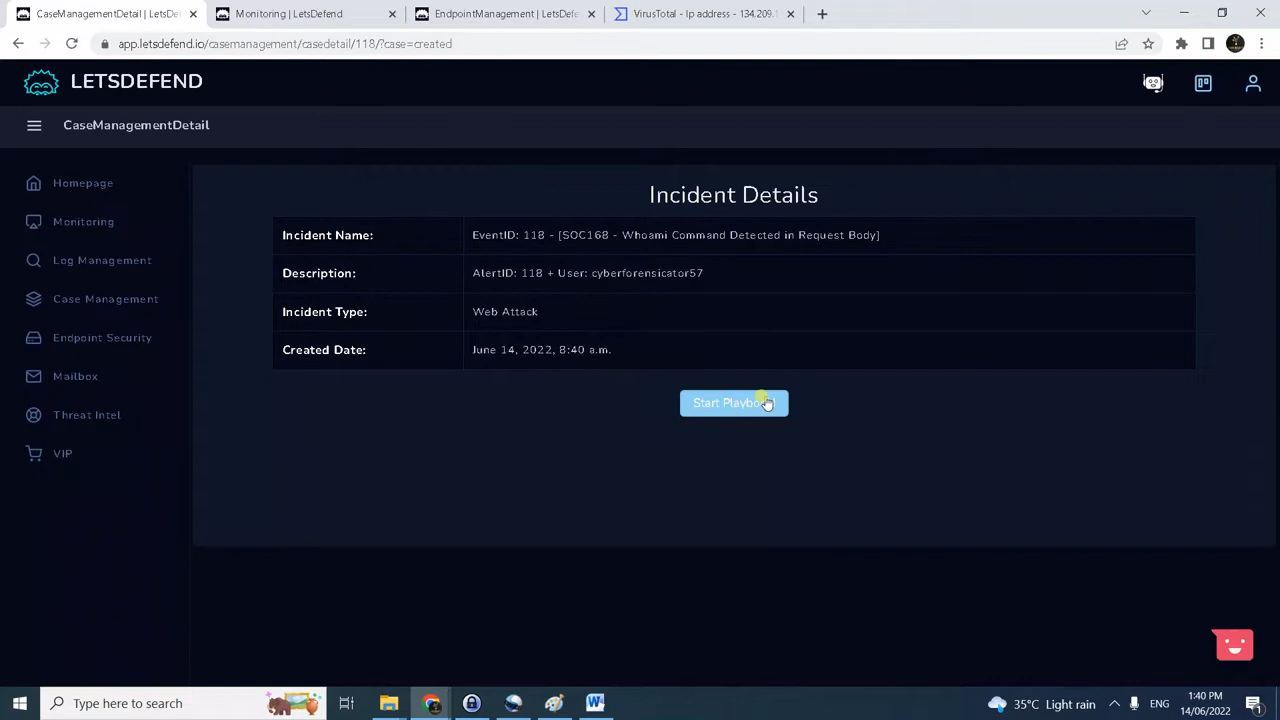 CaseManagementDetail | LetsDef
Monitoring | LetsDefend
EndpointManagement | LetsDefe
VirusTotal - Ip address - 134.209.1
app.letsdefend.io/casemanagement/casedetail/118/?case=created
LETSDEFEND
CaseManagementDetail
Homepage
Monitoring
Log Management
Case Management
Endpoint Security
Mailbox
Threat Intel
VIP
Incident Details
Incident Name: EventID: 118 - [SOC168 - Whoami Command Detected in Request Body]
Description: AlertID: 118 + User: cyberforensicator57
Incident Type: Web Attack
Created Date: June 14, 2022, 8:40 a.m.
Start Playbo
Type here to search
35°C Light rain
ENG
1:40 PM
14/06/2022
1